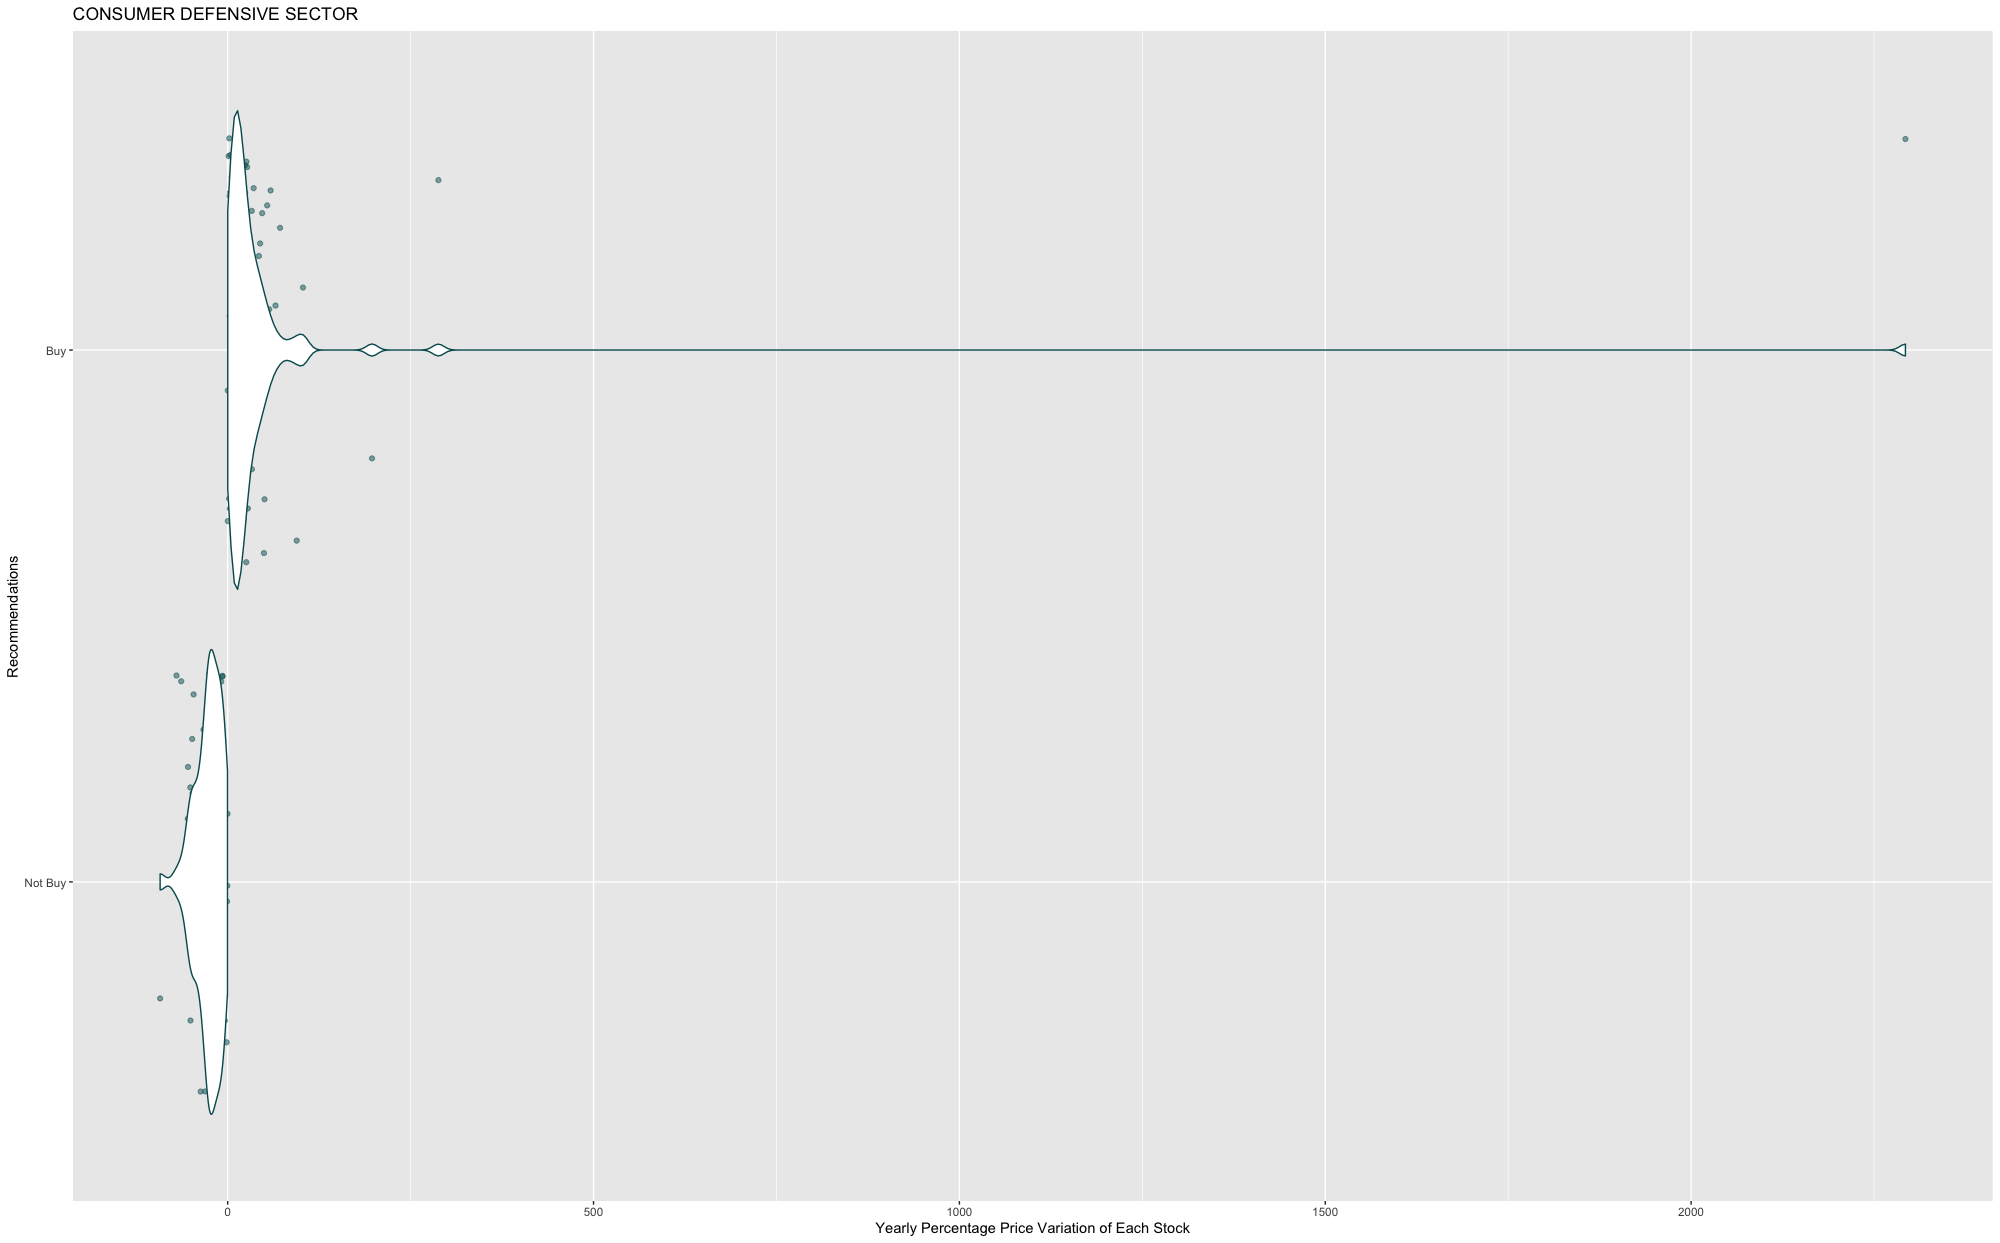 CONSUMER DEFENSIVE SECTOR
Recommendations
Buy
Not Buy
0 500 1000 1500 2000
Yearly Percentage Price Variation of Each Stock